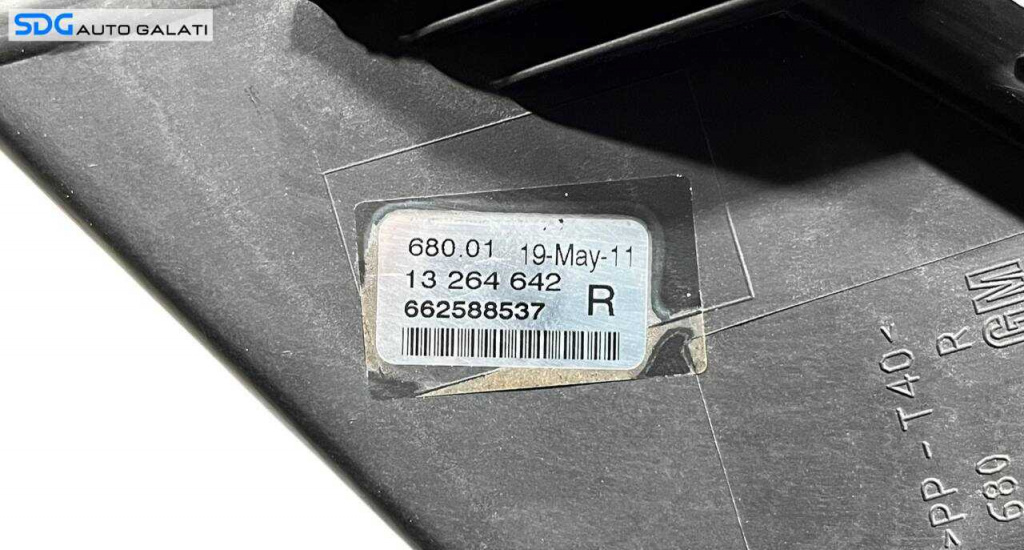 SDG AUTO GALATI
680.01 19-May-11
13 264 642
662588537 R
>PP - T40<
R
680
GM